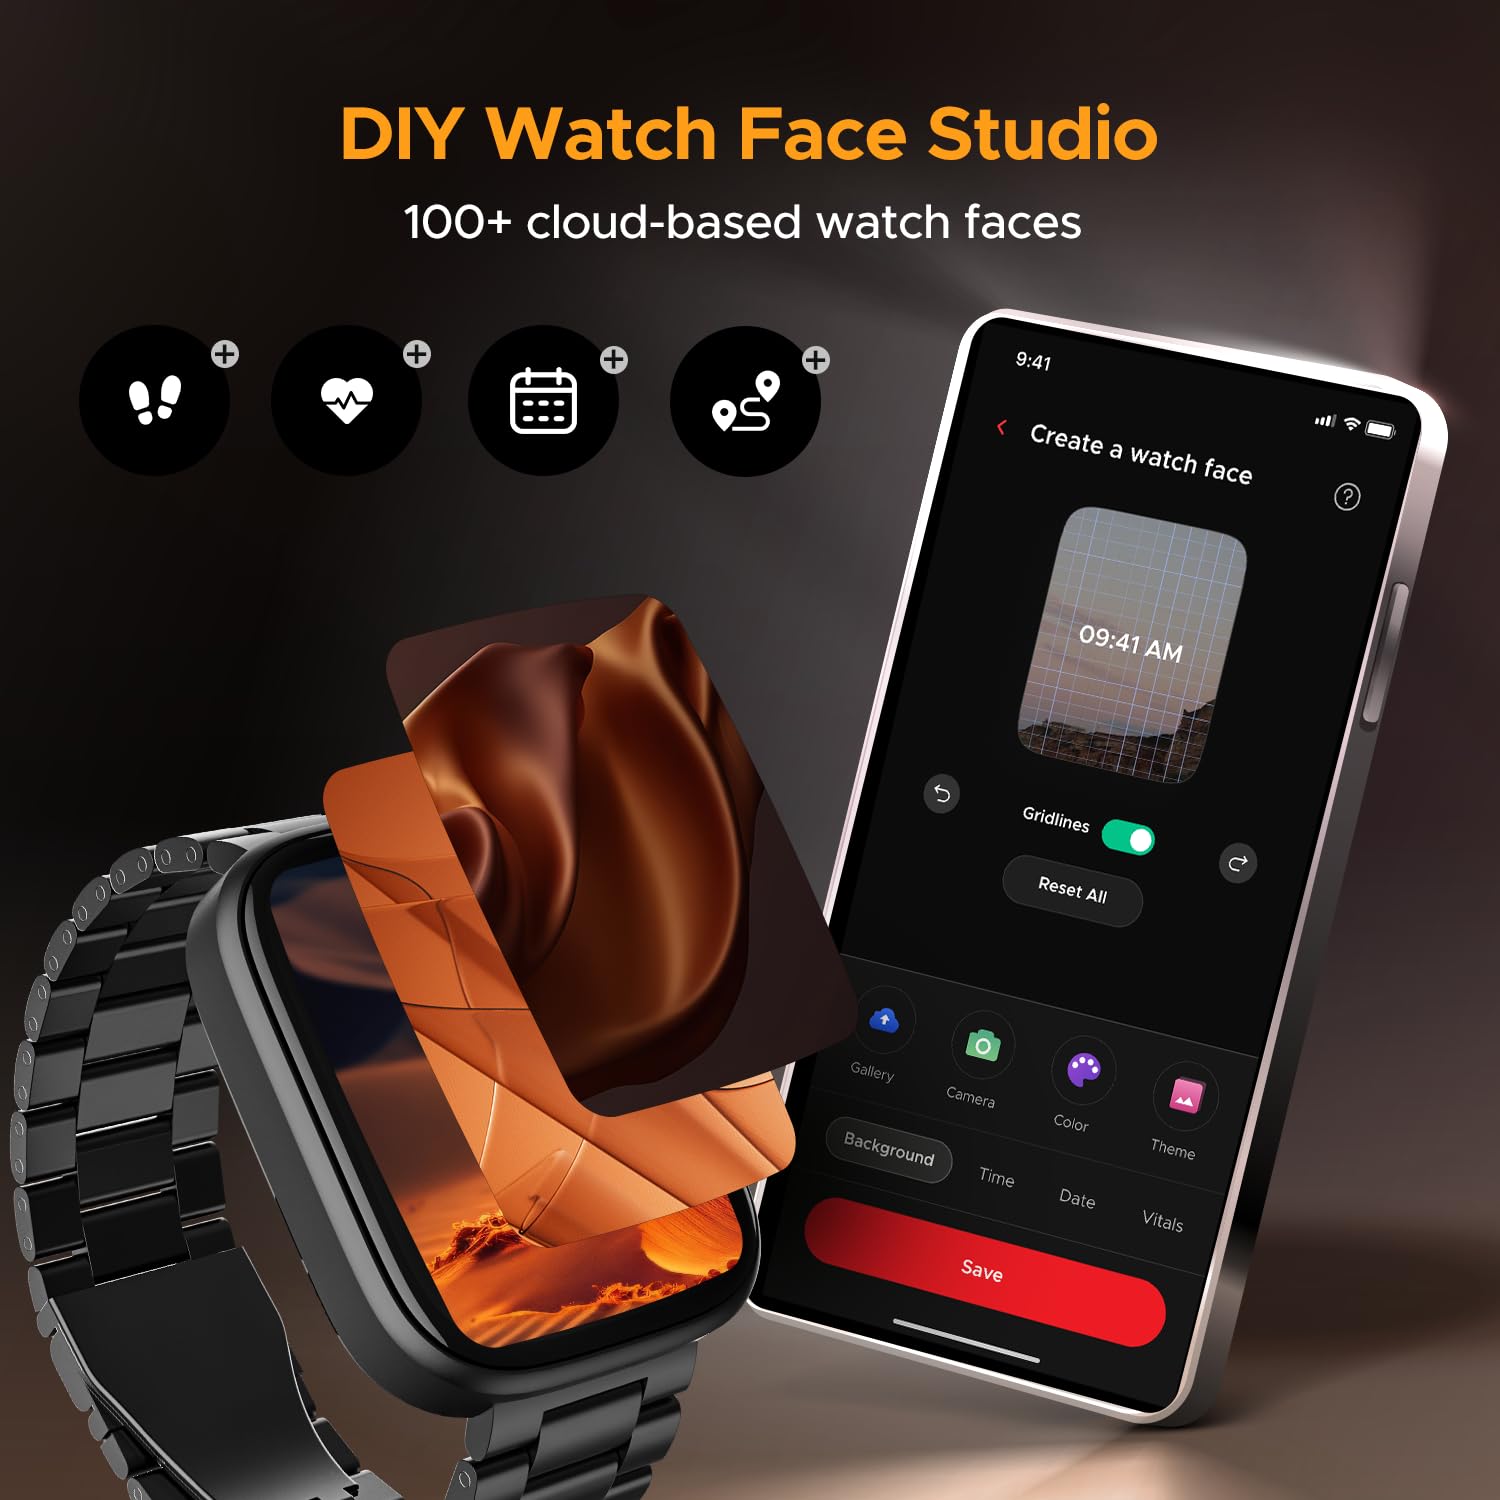 DIY Watch Face Studio
100+ cloud-based watch faces
9:41
Create a watch face
?
09:41 AM
Gridlines
Reset All
Gallery
Camera
Color
Theme
Background
Time
Date
Vitals
Save